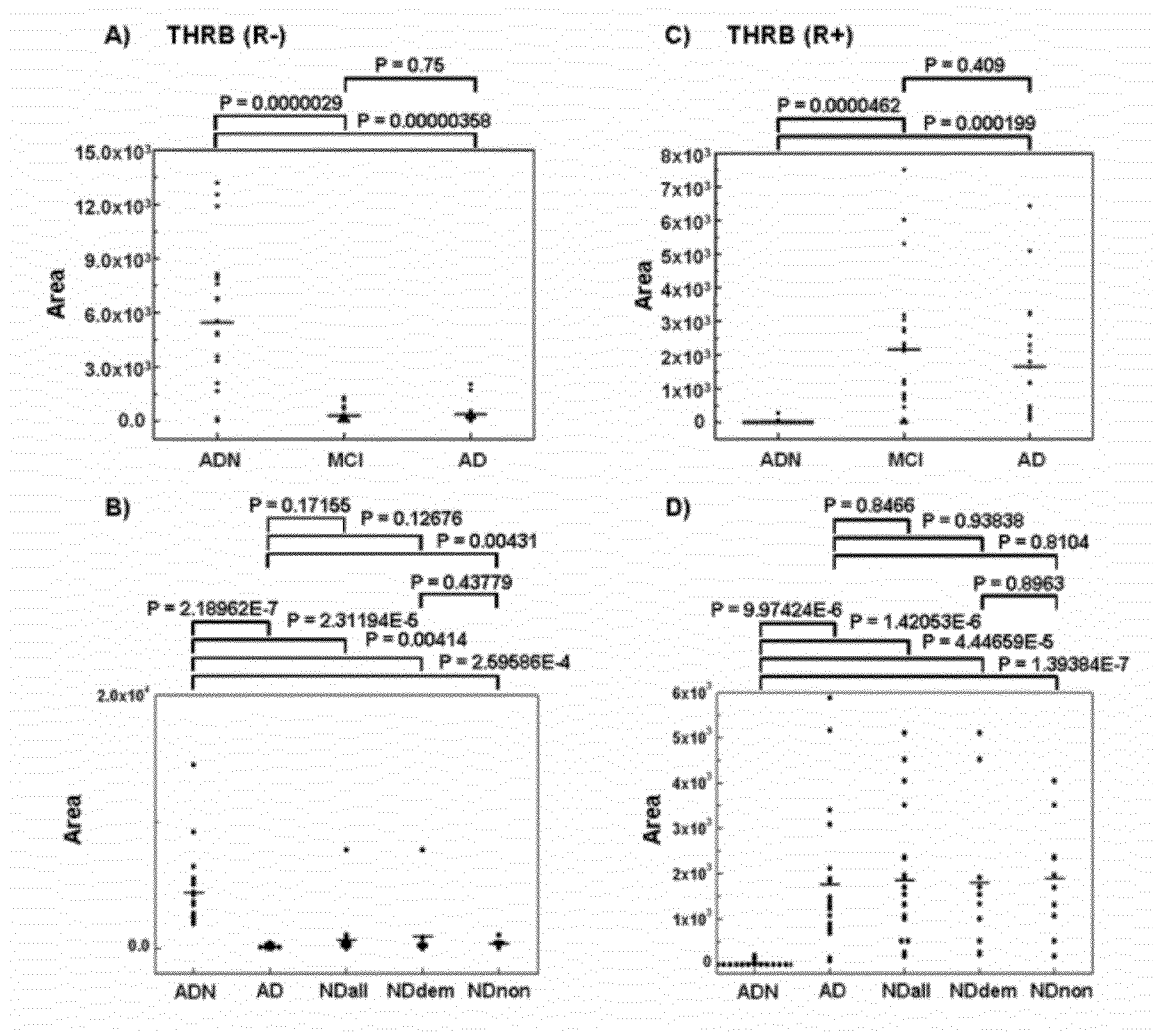 A) THRB (R-)
P = 0.75
P = 0.0000029
P = 0.00000358
15.0x10³
12.0x10³
9.0x10³
6.0x10³
3.0x10³
0.0
Area
ADN MCI AD
C) THRB (R+)
P = 0.409
P = 0.0000462
P = 0.000199
8x10³
7x10³
6x10³
5x10³
4x10³
3x10³
2x10³
1x10³
0
Area
ADN MCI AD
B)
P = 0.17155
P = 0.12676
P = 0.00431
P = 0.43779
P = 2.18962E-7
P = 2.31194E-5
P = 0.00414
P = 2.59586E-4
2.0x10⁴
0.0
Area
ADN AD NDall NDdem NDnon
D)
P = 0.8466
P = 0.93838
P = 0.8104
P = 0.8963
P = 9.97424E-6
P = 1.42053E-6
P = 4.44659E-5
P = 1.39384E-7
6x10³
5x10³
4x10³
3x10³
2x10³
1x10³
0
Area
ADN AD NDall NDdem NDnon